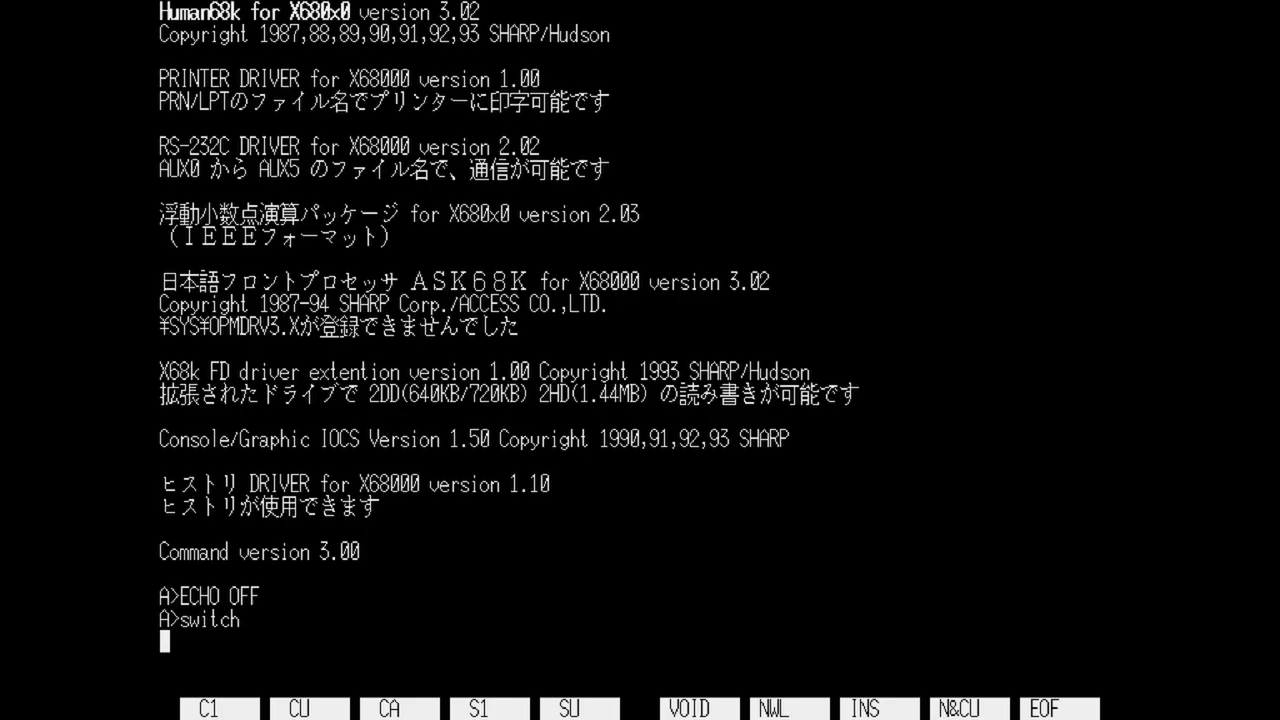 Human68k for X680x0 version 3.02
Copyright 1987,88,89,90,91,92,93 SHARP/Hudson
PRINTER DRIVER for X68000 version 1.00
PRN/LPTのファイル名でプリンターに印字可能です
RS-232C DRIVER for X68000 version 2.02
AUX0 から AUX5 のファイル名で、通信が可能です
浮動小数点演算パッケージ for X680x0 version 2.03
（ＩＥＥＥフォーマット）
日本語フロントプロセッサ ＡＳＫ６８Ｋ for X68000 version 3.02
Copyright 1987-94 SHARP Corp./ACCESS CO.,LTD.
¥SYS¥OPMDRV3.Xが登録できませんでした
X68k FD driver extention version 1.00 Copyright 1993 SHARP/Hudson
拡張されたドライブで 2DD(640KB/720KB) 2HD(1.44MB) の読み書きが可能です
Console/Graphic IOCS Version 1.50 Copyright 1990,91,92,93 SHARP
ヒストリ DRIVER for X68000 version 1.10
ヒストリが使用できます
Command version 3.00
A>ECHO OFF
A>switch
C1 CU CA S1 SU VOID NWL INS N&CU EOF